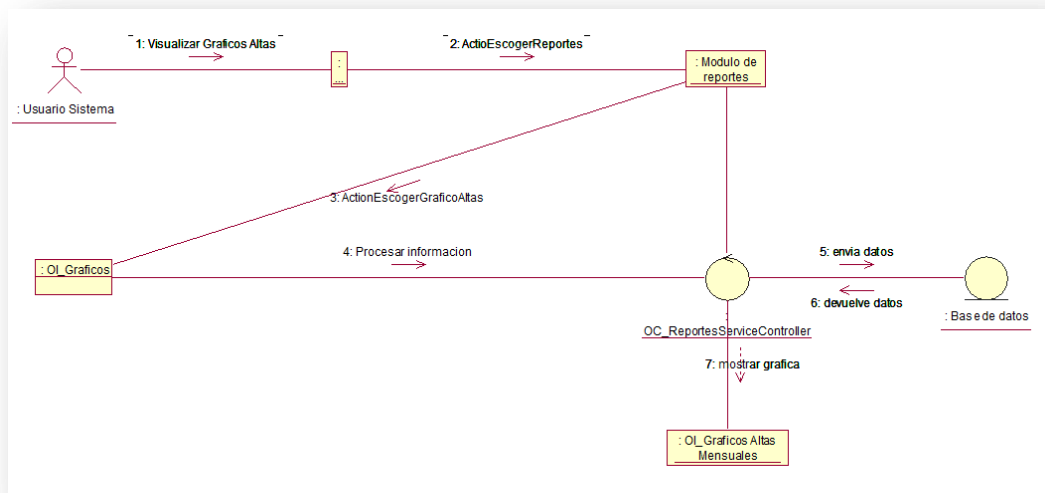 1: Visualizar Graficos Altas
2: ActioEscogerReportes
: Usuario Sistema
:
...
: Modulo de
reportes
3: ActionEscogerGraficoAltas
: OI_Graficos
4: Procesar informacion
5: envia datos
6: devuelve datos
: Base de datos
:
OC_ReportesServiceController
7: mostrar grafica
: OI_Graficos Altas
Mensuales